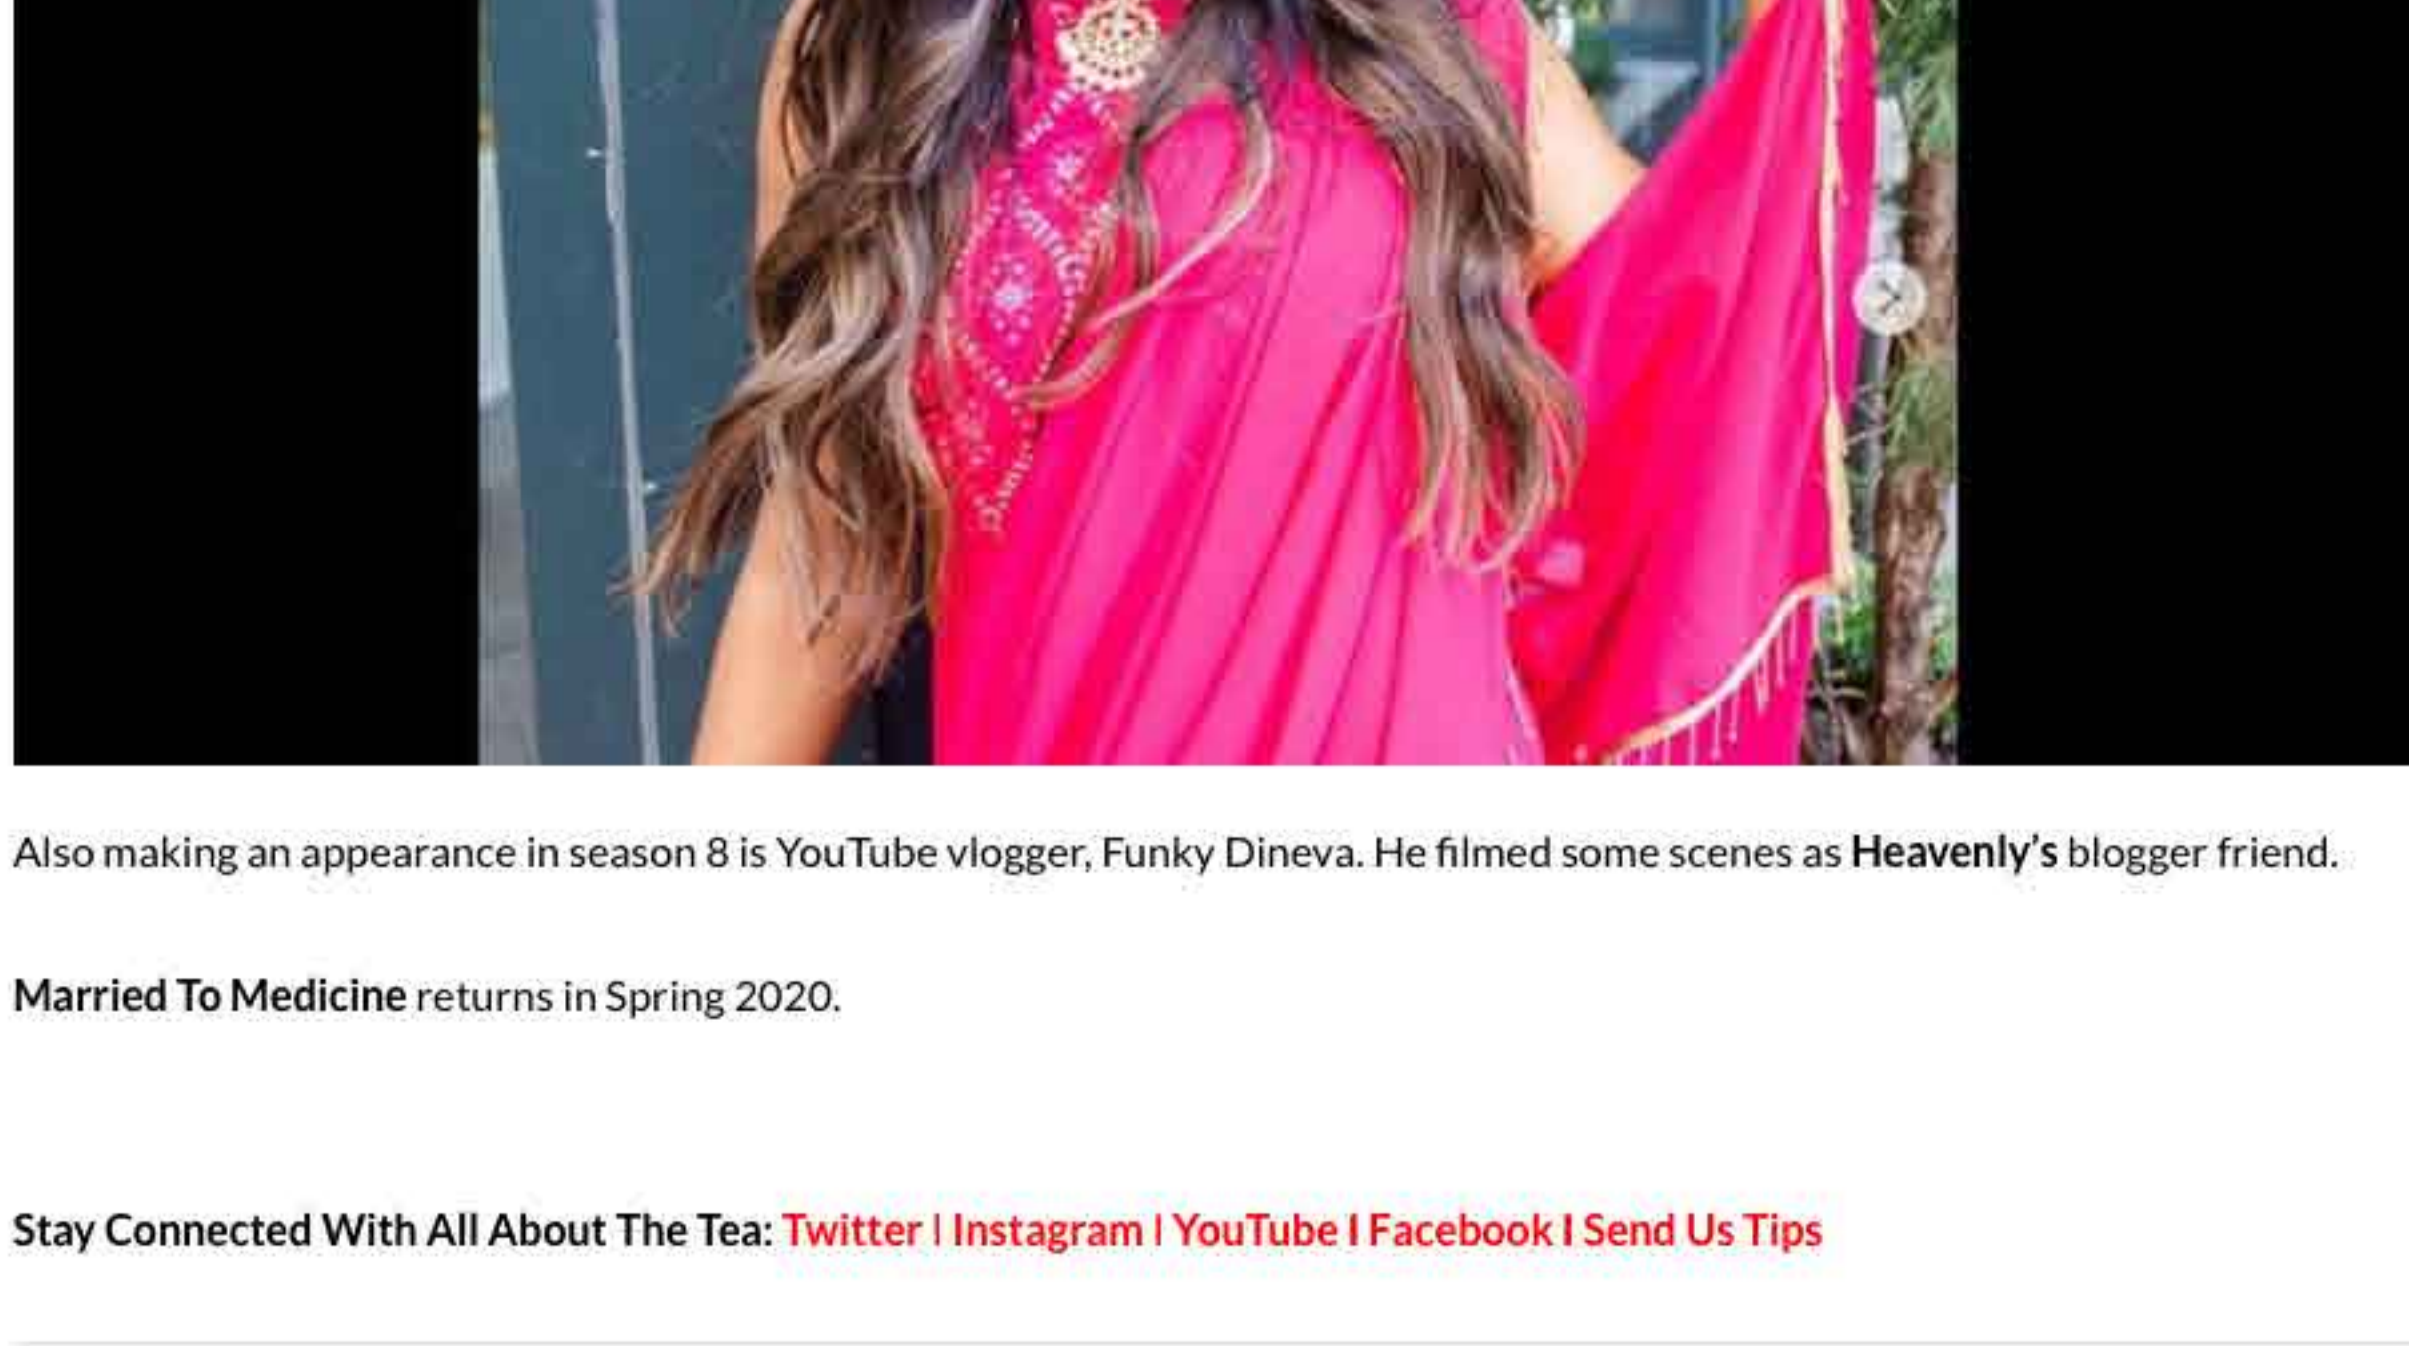 Also making an appearance in season 8 is YouTube vlogger, Funky Dineva. He filmed some scenes as Heavenly's blogger friend.
Married To Medicine returns in Spring 2020.
Stay Connected With All About The Tea: Twitter | Instagram | YouTube I Facebook I Send Us Tips